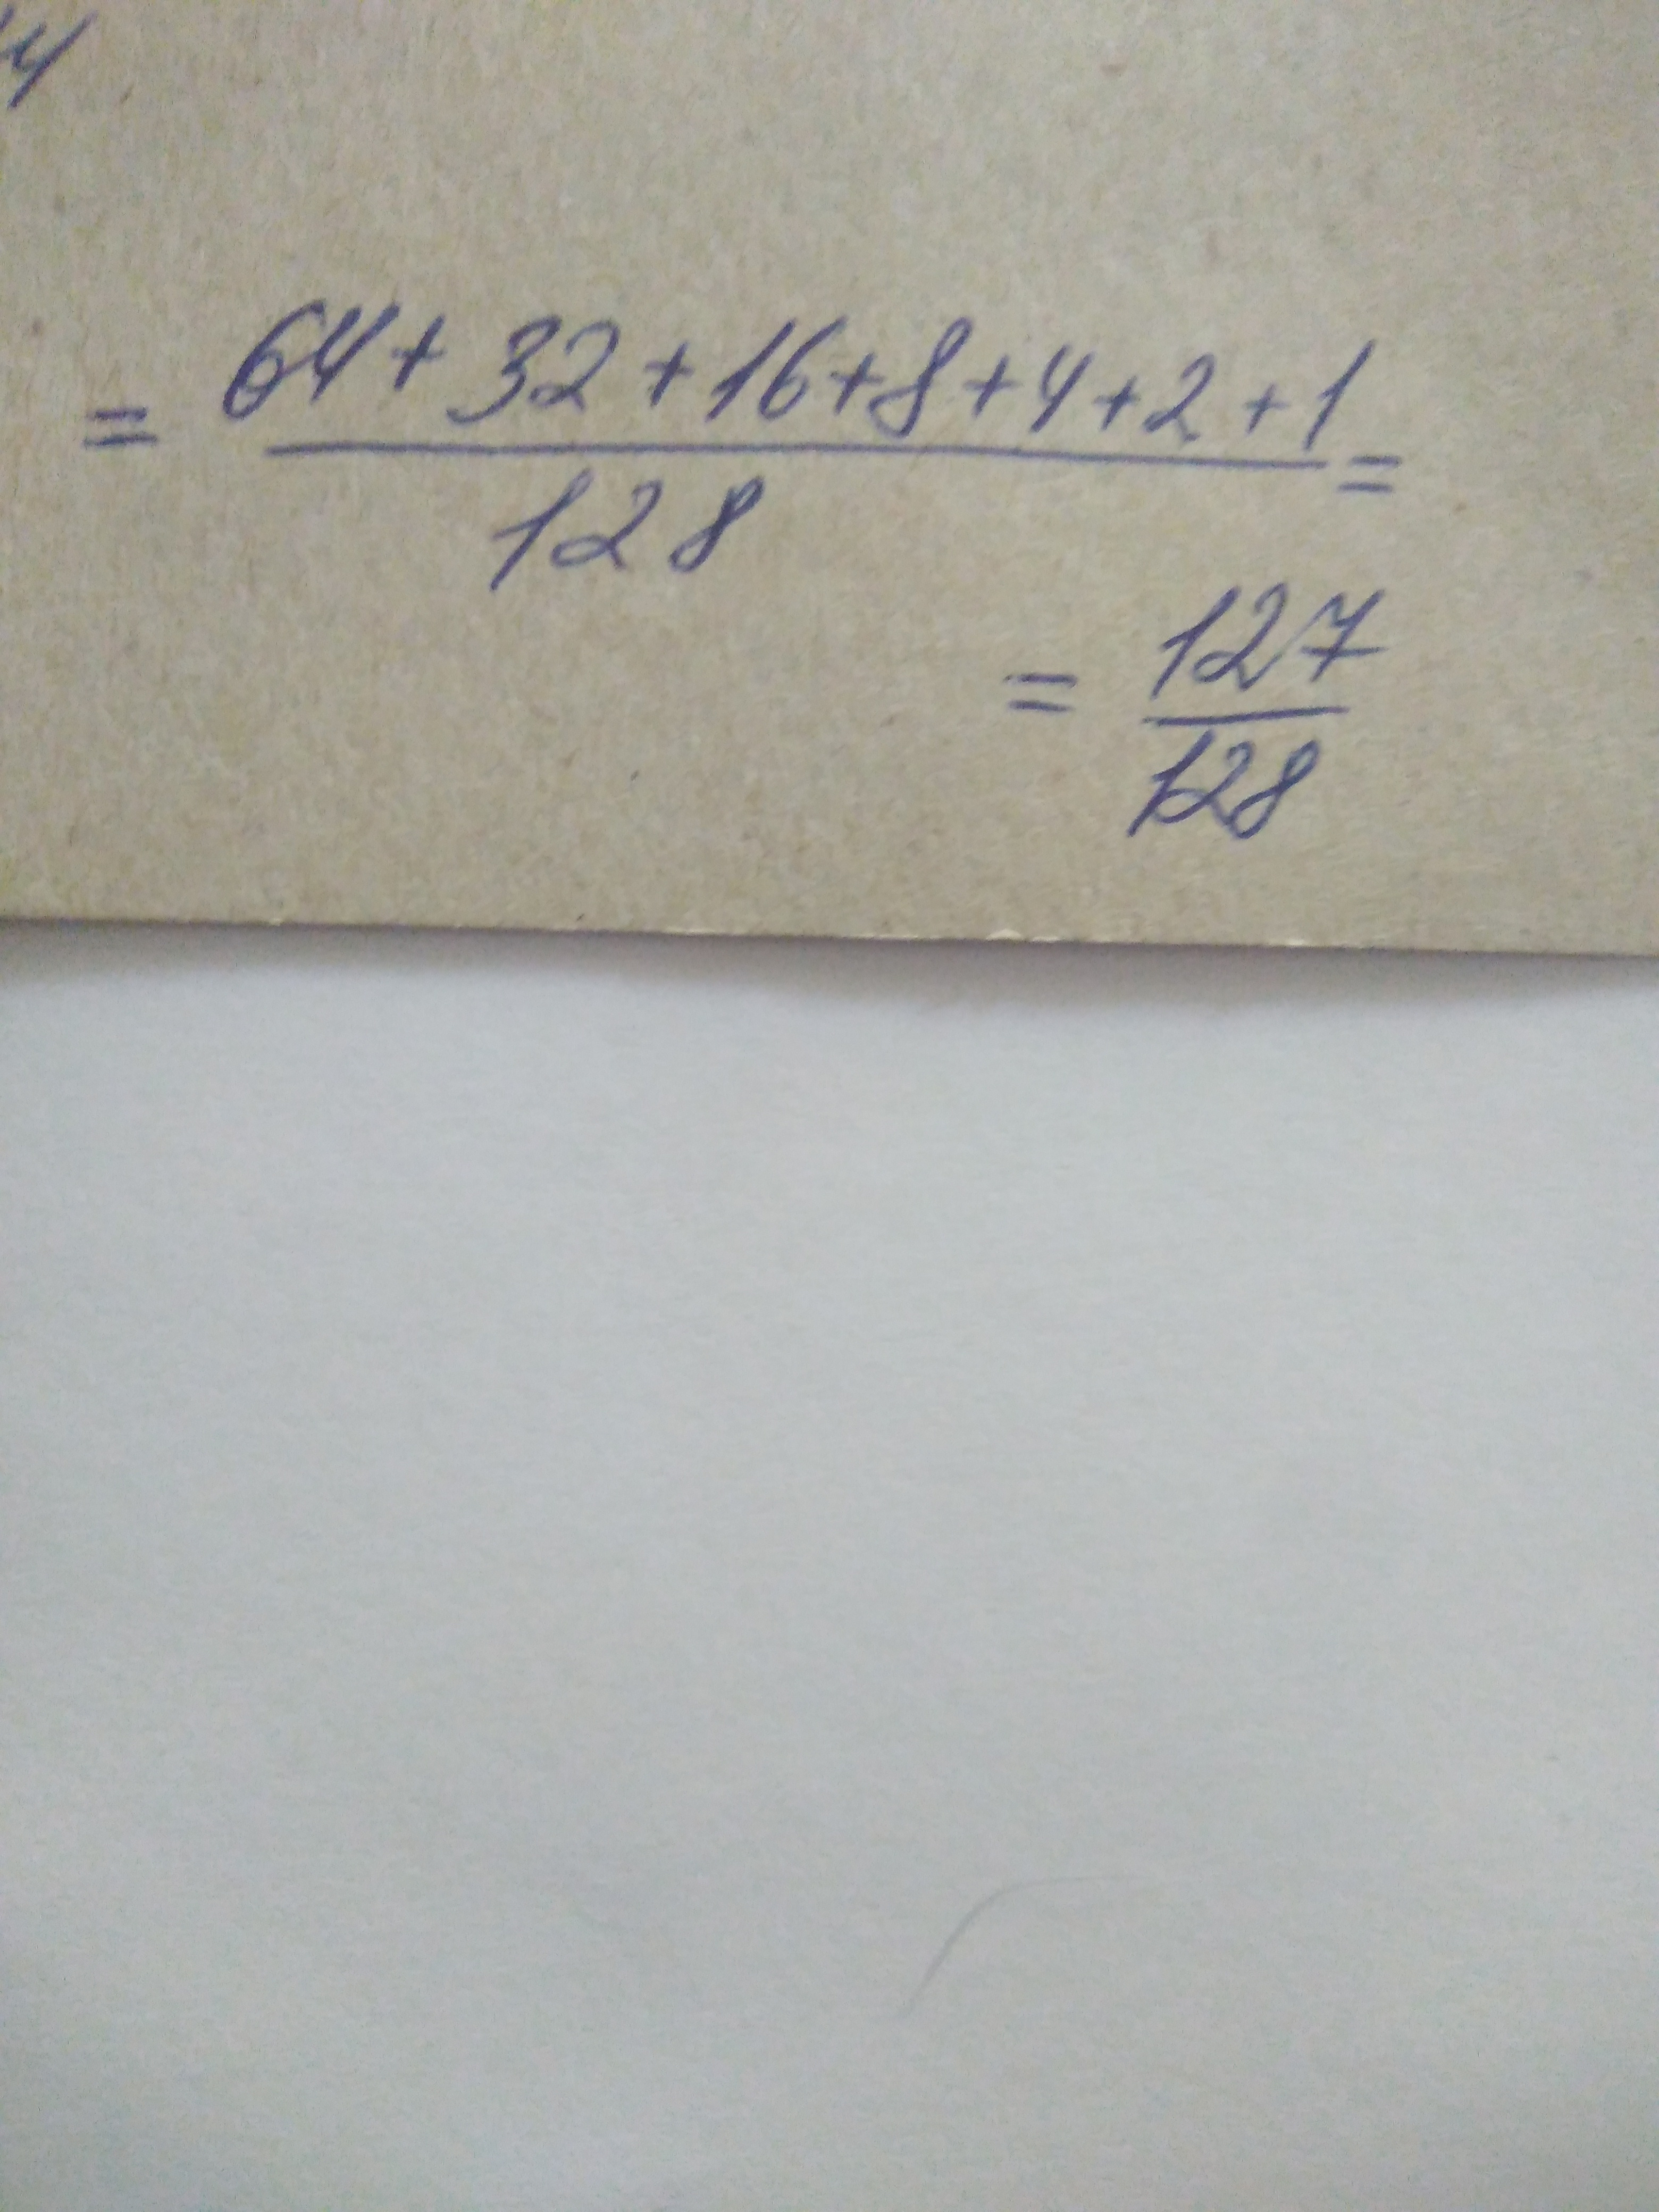 = 64+32+16+8+4+2+1 =
128
= 127
128